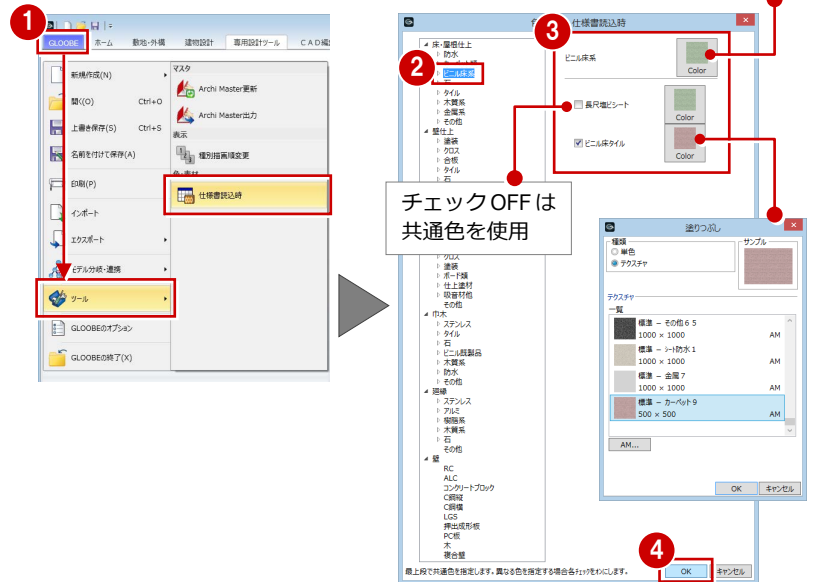 1
GLOOBE ホーム 敷地・外構 建物設計 専用設計ツール
新規作成(N)
開(O) Ctrl+O
上書き保存(S) Ctrl+S
名前を付けて保存(A)
印刷(P)
インポート
エクスポート
モデル分岐・連携
ツール
GLOOBEのオプション
GLOOBEの終了(X)
マスタ
Archi Master更新
Archi Master出力
表示
種別描画順変更
仕様書読込時
仕様書読込時
2
3
床・屋根仕上
防水
ビニル床系
石
タイル
木質系
金属系
その他
壁仕上
塗装
クロス
合板
タイル
石
ビニル床系
Color
長尺塩ビシート
Color
ビニル床タイル
Color
チェックOFFは
共通色を使用
クロス
塗装
ボード類
仕上塗材
吸音材他
その他
巾木
ステンレス
タイル
石
ビニル既製品
木質系
防水
その他
廻縁
ステンレス
アルミ
樹脂系
木質系
石
その他
壁
RC
ALC
コンクリートブロック
C鋼縦
C鋼横
LGS
押出成形板
PC板
木
複合壁
最上段で共通色を指定します。異なる色を指定する場合各チェックをオンにします。
4
OK キャンセル
塗りつぶし
種類
単色
テクスチャ
サンプル
テクスチャ
一覧
標準 － その他６５
1000 × 1000 AM
標準 － シート防水１
1000 × 1000 AM
標準 － 金属７
1000 × 1000 AM
標準 － カーペット９
500 × 500 AM
AM...
OK キャンセル